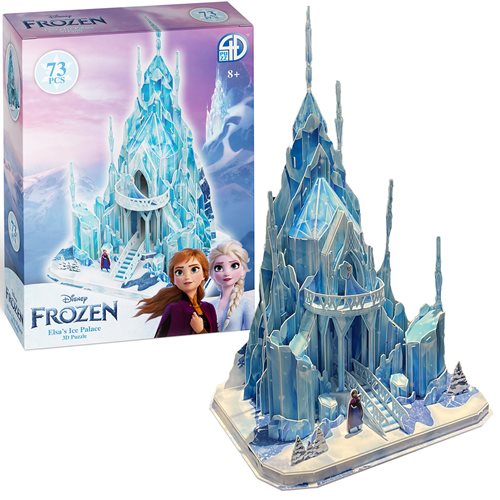 73
PCS
8+
Disney
FROZEN
Elsa's Ice Palace
3D Puzzle